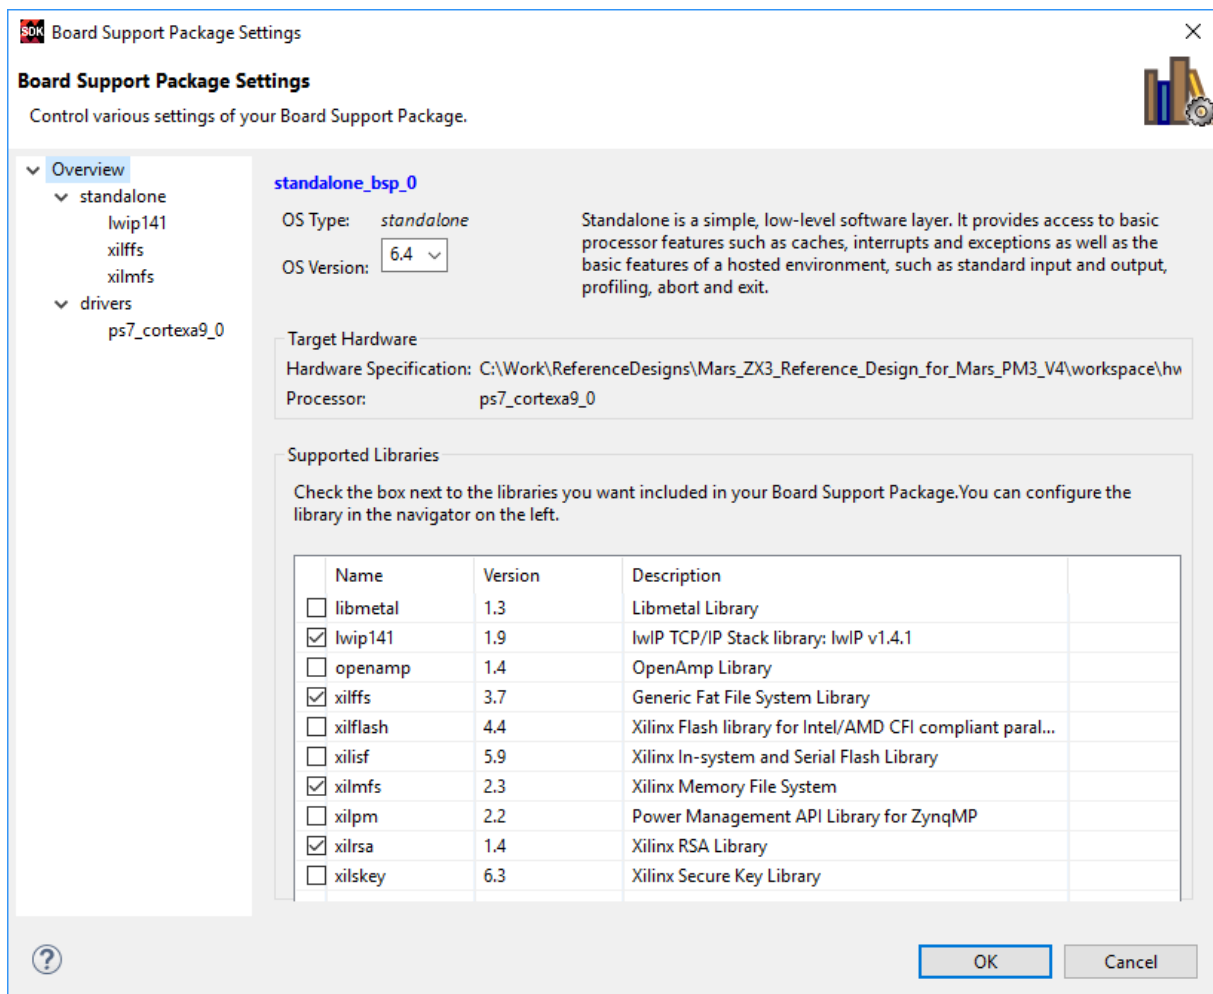 SDK Board Support Package Settings
Board Support Package Settings
Control various settings of your Board Support Package.
Overview
standalone
lwip141
xilffs
xilmfs
drivers
ps7_cortexa9_0
standalone_bsp_0
OS Type: standalone
OS Version: 6.4
Standalone is a simple, low-level software layer. It provides access to basic
processor features such as caches, interrupts and exceptions as well as the
basic features of a hosted environment, such as standard input and output,
profiling, abort and exit.
Target Hardware
Hardware Specification: C:\Work\ReferenceDesigns\Mars_ZX3_Reference_Design_for_Mars_PM3_V4\workspace\hw
Processor: ps7_cortexa9_0
Supported Libraries
Check the box next to the libraries you want included in your Board Support Package.You can configure the
library in the navigator on the left.
Name Version Description
libmetal 1.3 Libmetal Library
lwip141 1.9 lwIP TCP/IP Stack library: lwIP v1.4.1
openamp 1.4 OpenAmp Library
xilffs 3.7 Generic Fat File System Library
xilflash 4.4 Xilinx Flash library for Intel/AMD CFI compliant paral...
xilisf 5.9 Xilinx In-system and Serial Flash Library
xilmfs 2.3 Xilinx Memory File System
xilpm 2.2 Power Management API Library for ZynqMP
xilrsa 1.4 Xilinx RSA Library
xilskey 6.3 Xilinx Secure Key Library
?
OK Cancel